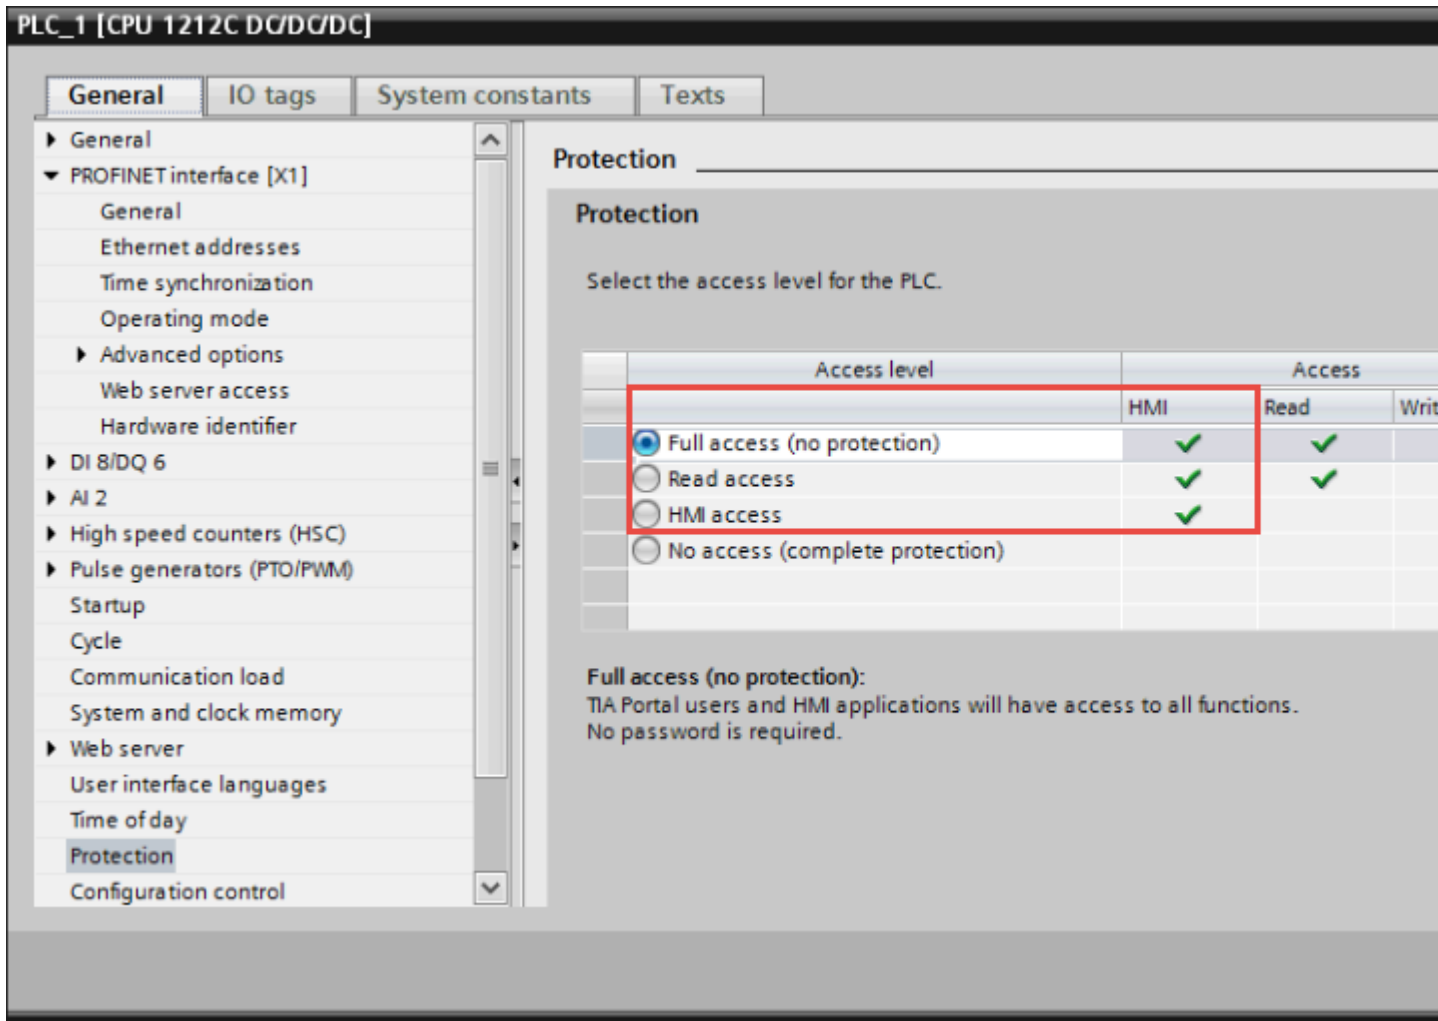 PLC_1 [CPU 1212C DC/DC/DC]
General IO tags System constants Texts
General
PROFINET interface [X1]
General
Ethernet addresses
Time synchronization
Operating mode
Advanced options
Web server access
Hardware identifier
DI 8/DQ 6
AI 2
High speed counters (HSC)
Pulse generators (PTO/PWM)
Startup
Cycle
Communication load
System and clock memory
Web server
User interface languages
Time of day
Protection
Configuration control
Protection
Protection
Select the access level for the PLC.
Access level Access
HMI Read Writ
Full access (no protection)
Read access
HMI access
No access (complete protection)
Full access (no protection):
TIA Portal users and HMI applications will have access to all functions.
No password is required.